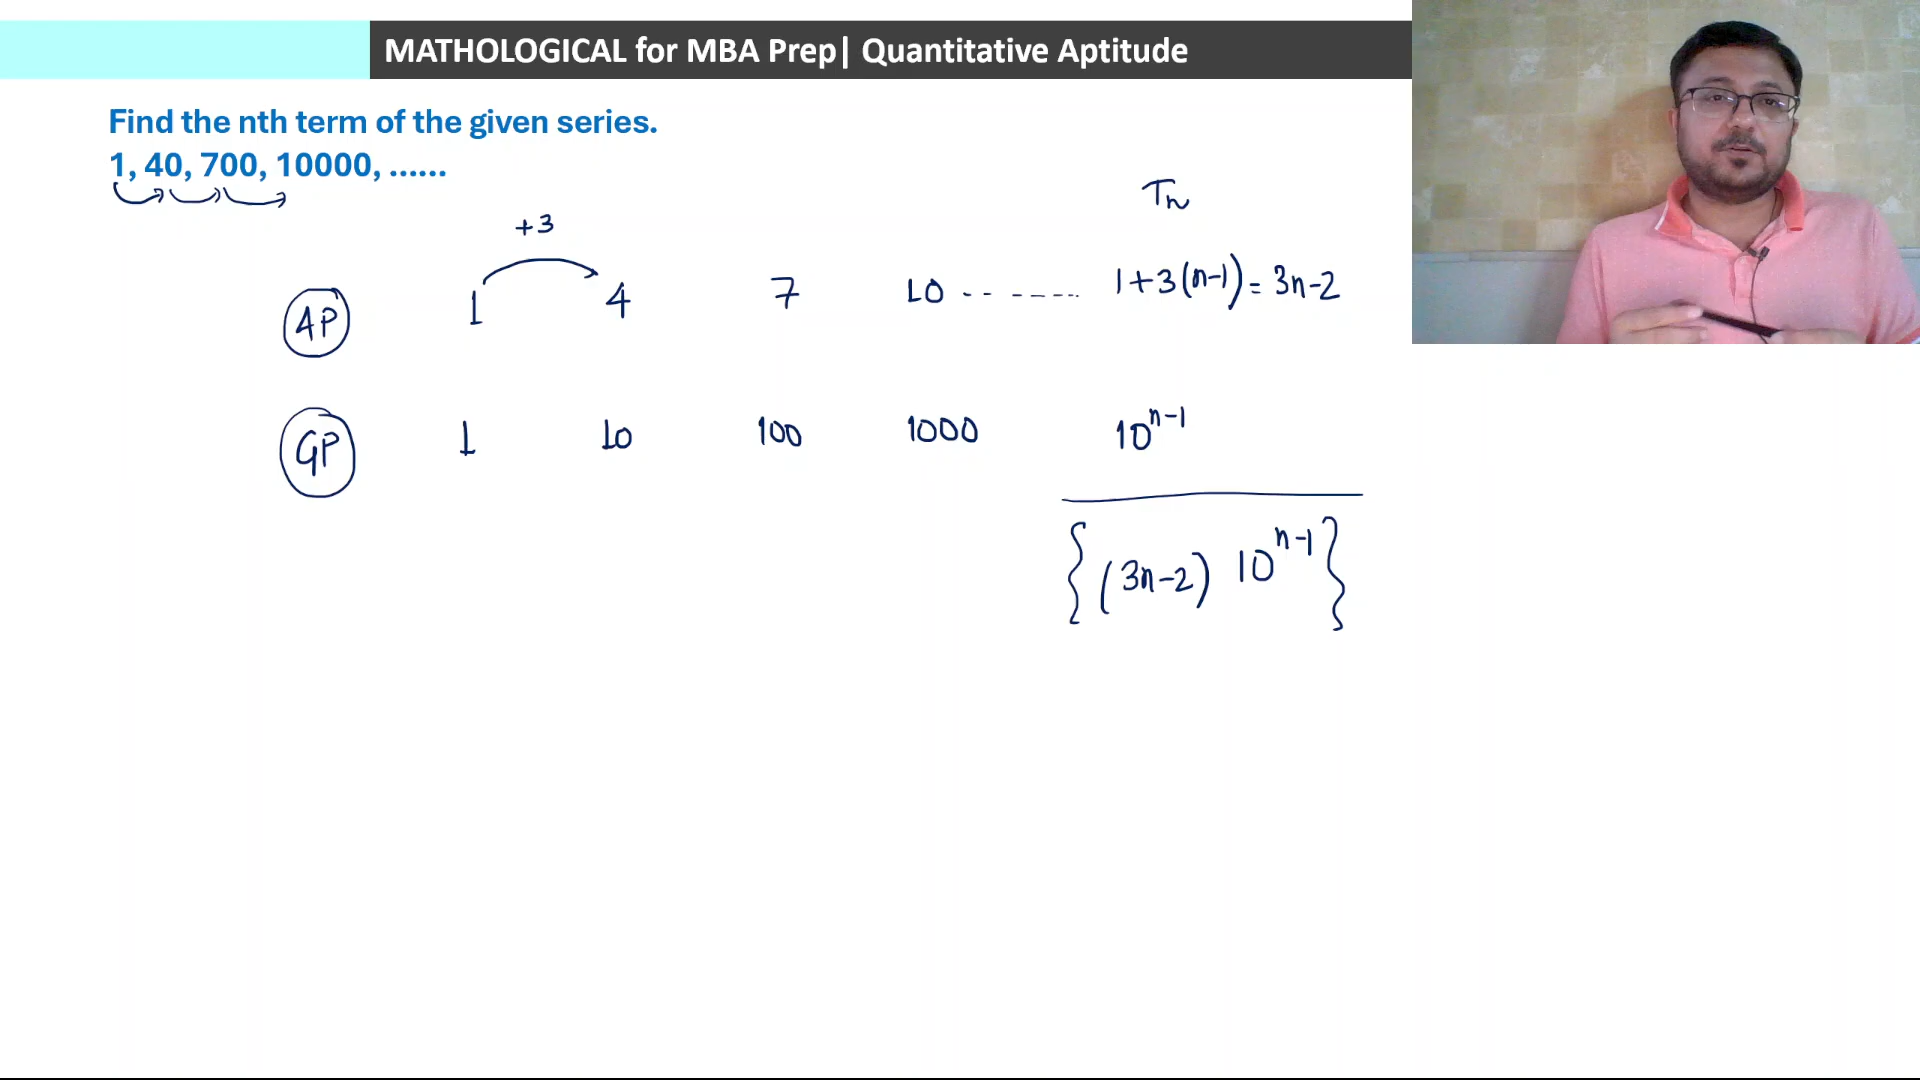 MATHOLOGICAL for MBA Prep| Quantitative Aptitude
Find the nth term of the given series.
1, 40, 700, 10000, ......
Tn
+3
AP 1 4 7 10 ------- 1+3(n-1) = 3n-2
GP 1 10 100 1000 10^{n-1}
{(3n-2) 10^{n-1}}